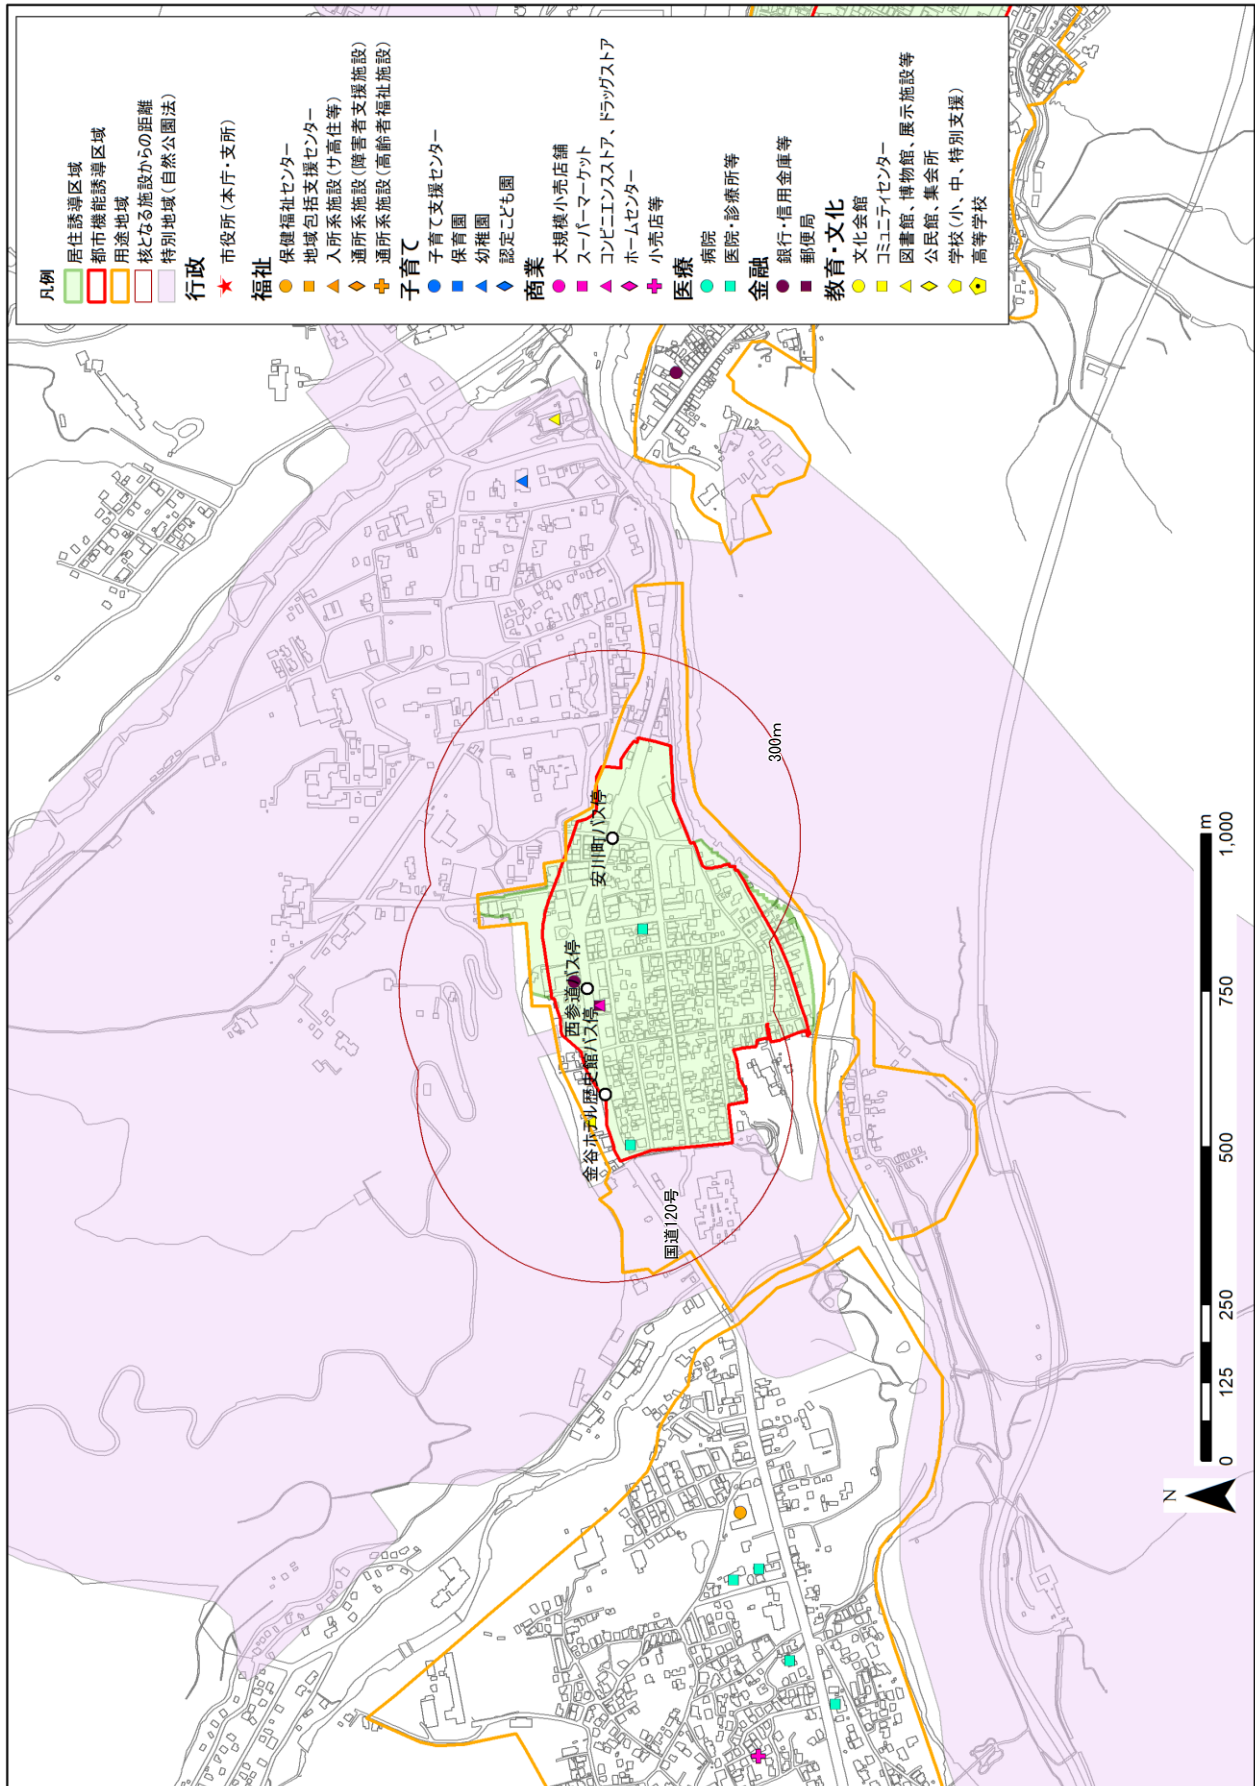 凡例
居住誘導区域
都市機能誘導区域
用途地域
核となる施設からの距離
特別地域(自然公園法)
行政
市役所(本庁・支所)
福祉
保健福祉センター
地域包括支援センター
入所系施設(サ高住等)
通所系施設(障害者支援施設)
通所系施設(高齢者福祉施設)
子育て
子育て支援センター
保育園
幼稚園
認定こども園
商業
大規模小売店舗
スーパーマーケット
コンビニエンスストア、ドラッグストア
ホームセンター
小売店等
医療
病院
医院・診療所等
金融
銀行・信用金庫等
郵便局
教育・文化
文化会館
コミュニティセンター
図書館、博物館、展示施設等
公民館、集会所
学校(小、中、特別支援)
高等学校
安川町バス停
西参道バス停
金谷ホテル歴史館バス停
国道120号
300m
N
0 125 250 500 750 1,000
m